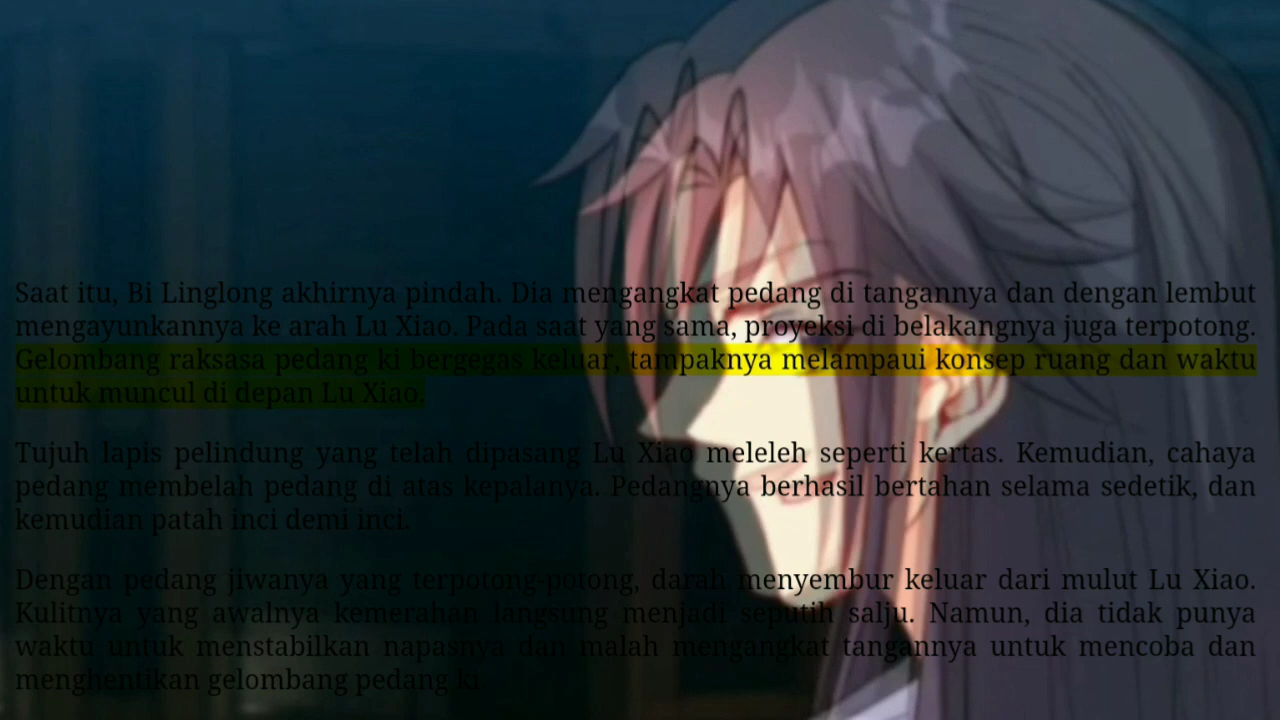 Saat itu, Bi Linglong akhirnya pindah. Dia mengangkat pedang di tangannya dan dengan lembut
mengayunkannya ke arah Lu Xiao. Pada saat yang sama, proyeksi di belakangnya juga terpotong.
Gelombang raksasa pedang ki bergegas keluar, tampaknya melampaui konsep ruang dan waktu
untuk muncul di depan Lu Xiao.
Tujuh lapis pelindung yang telah dipasang Lu Xiao meleleh seperti kertas. Kemudian, cahaya
pedang membelah pedang di atas kepalanya. Pedangnya berhasil bertahan selama sedetik, dan
kemudian patah inci demi inci.
Dengan pedang jiwanya yang terpotong-potong, darah menyembur keluar dari mulut Lu Xiao.
Kulitnya yang awalnya kemerahan langsung menjadi seputih salju. Namun, dia tidak punya
waktu untuk menstabilkan napasnya dan malah mengangkat tangannya untuk mencoba dan
menghentikan gelombang pedang ki.